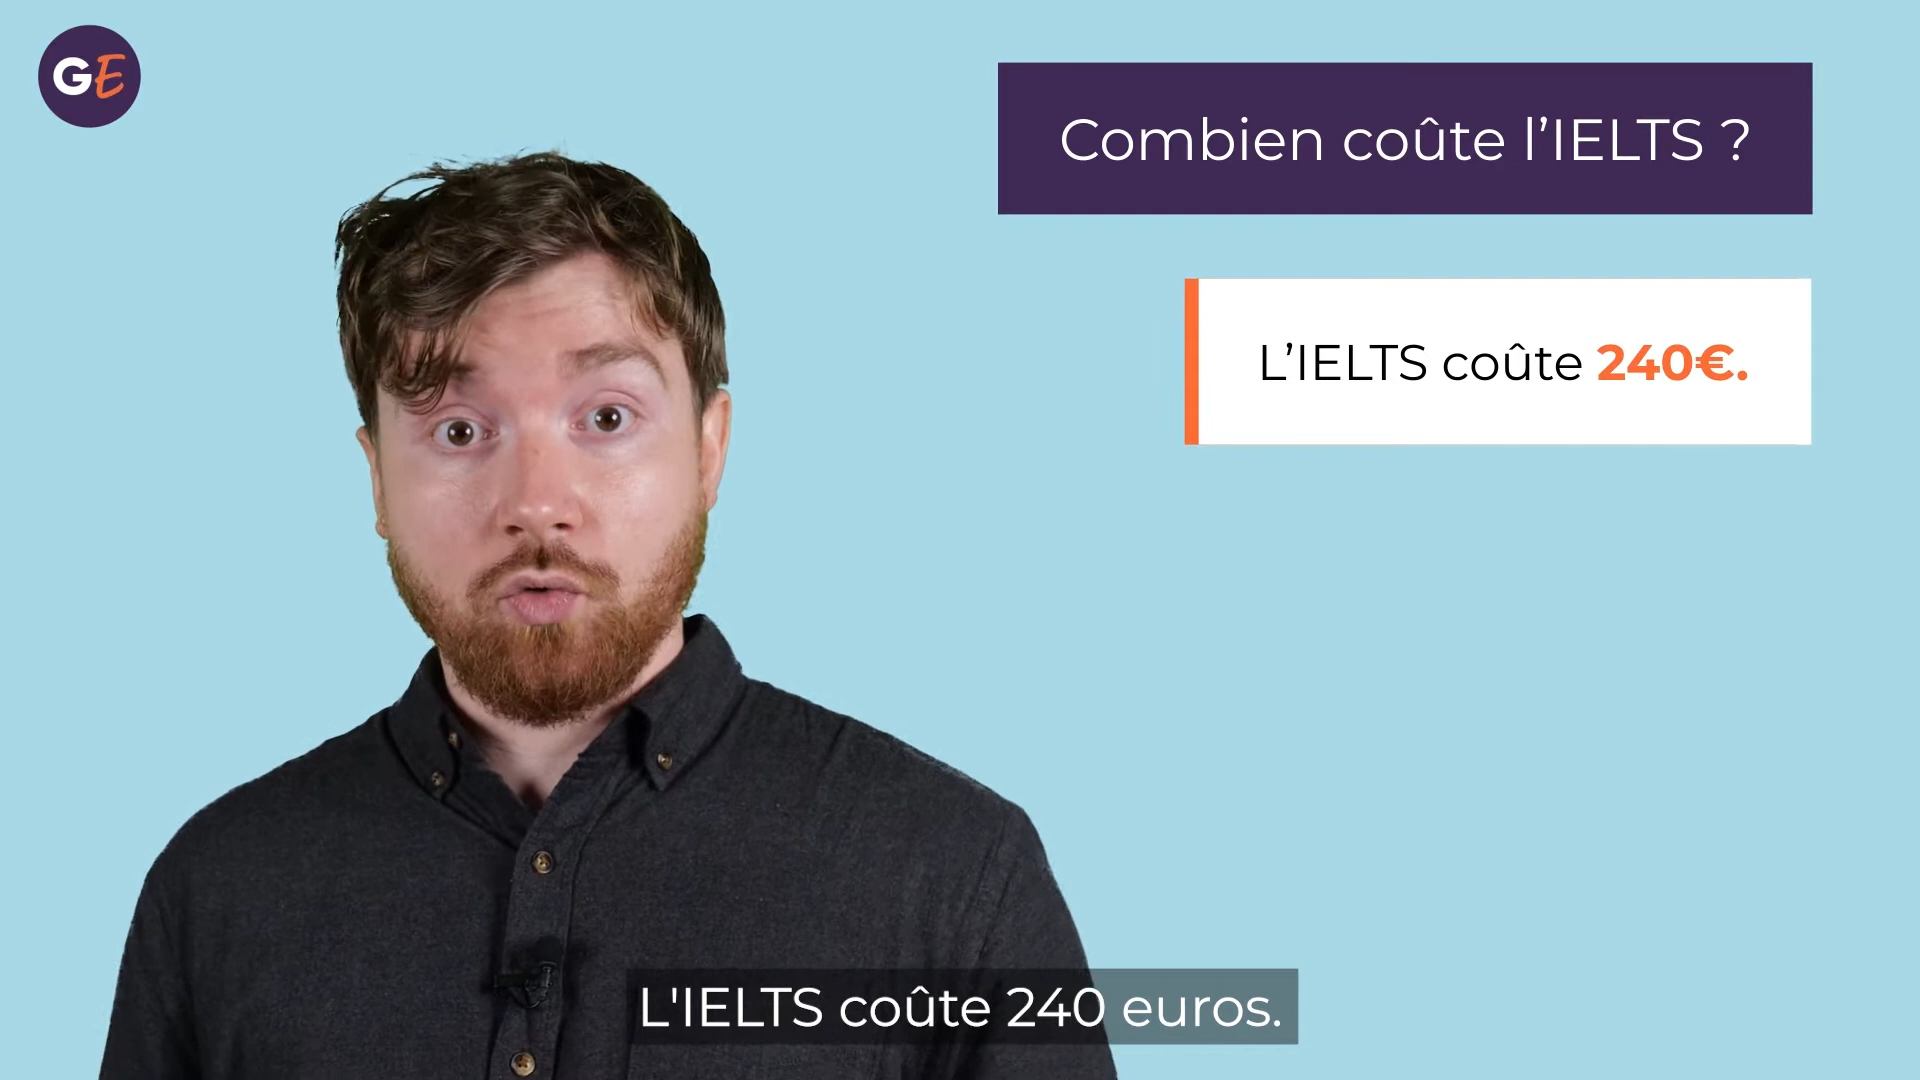 GE
Combien coûte l’IELTS ?
L’IELTS coûte 240€.
L'IELTS coûte 240 euros.